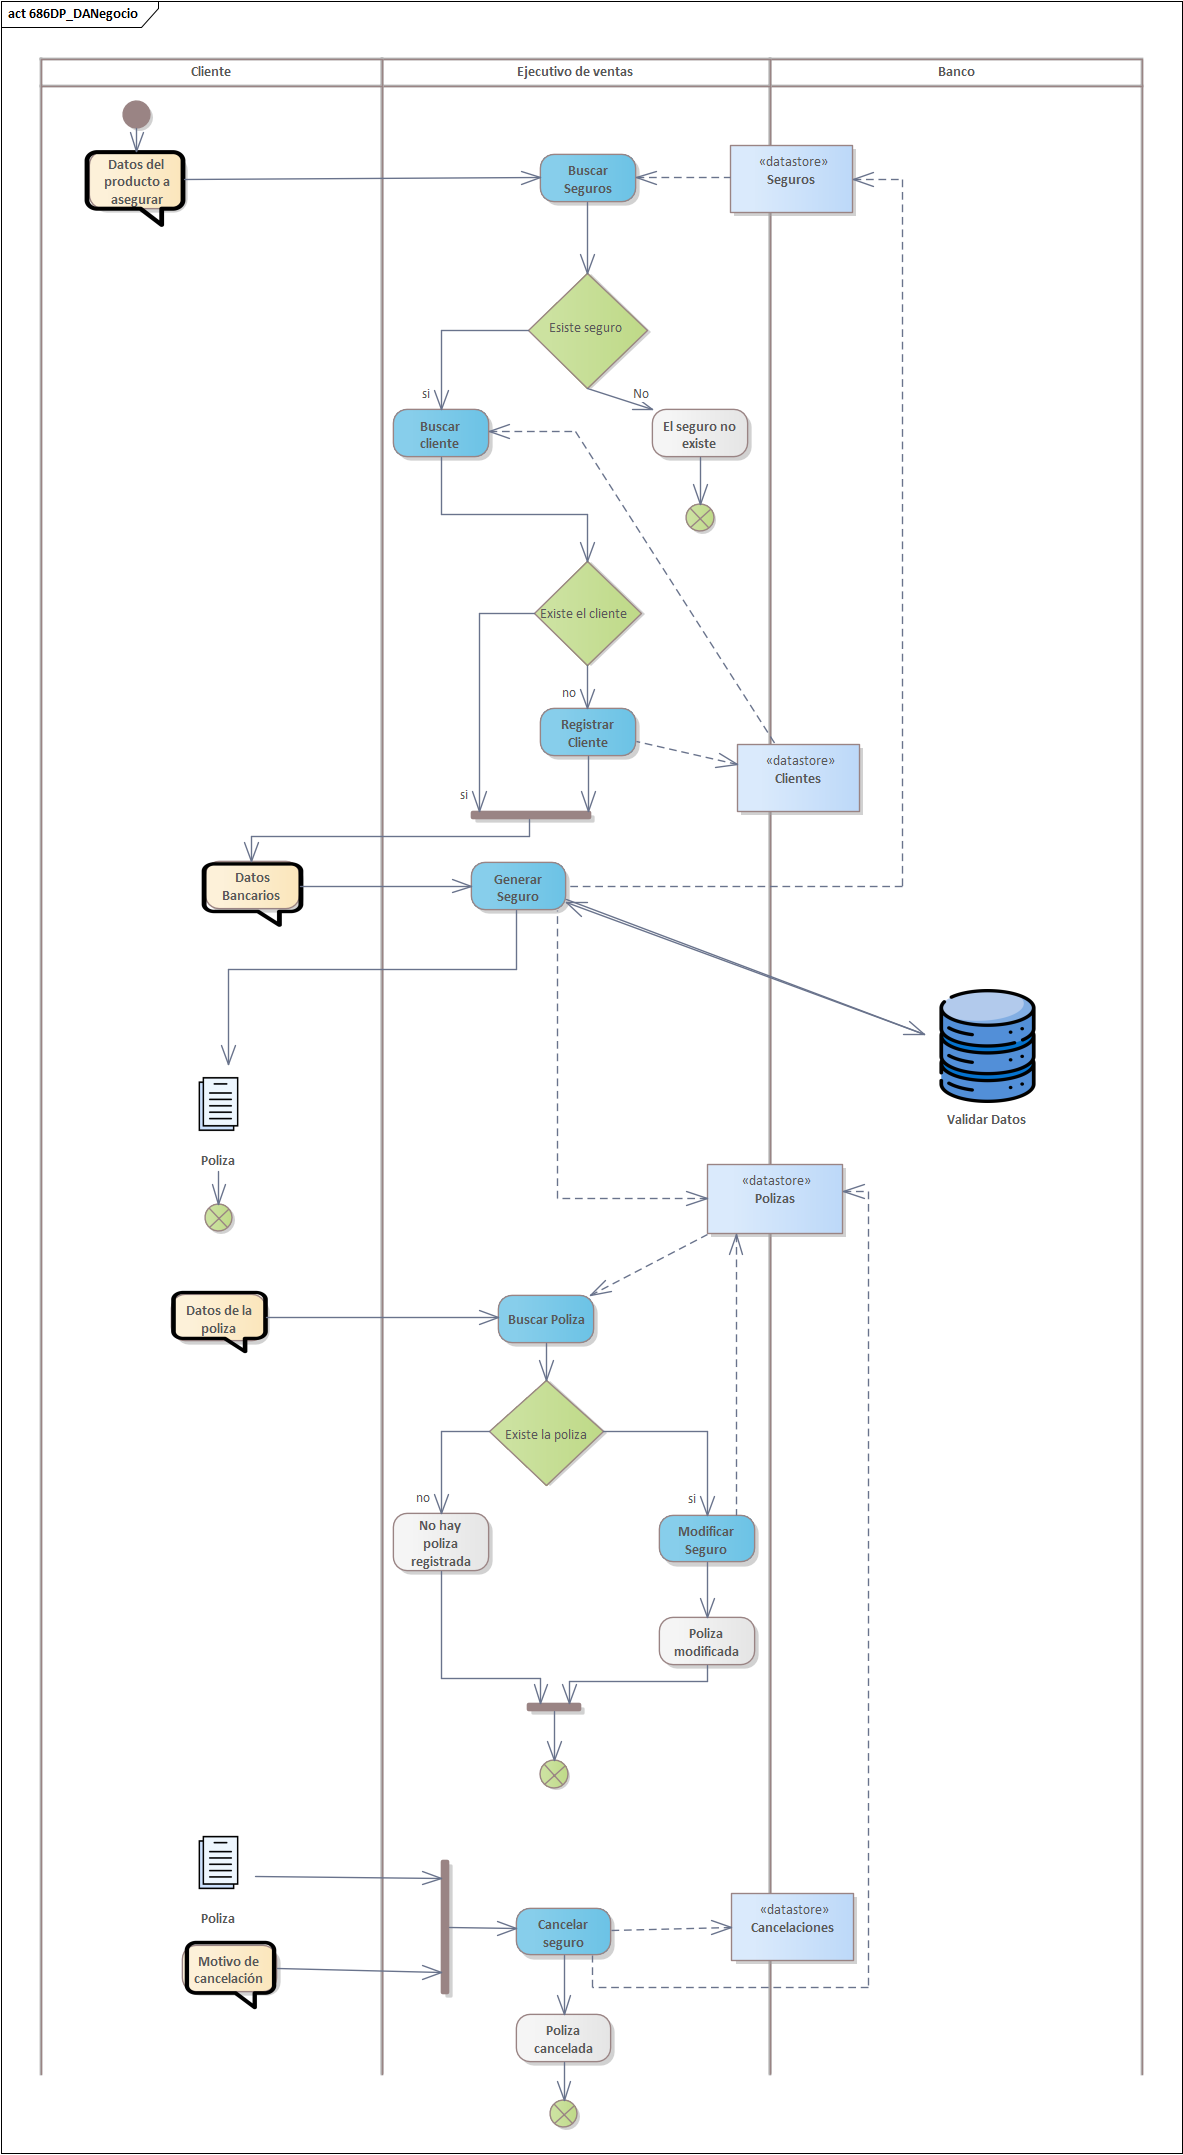 act 686DP_DANegocio
Cliente
Ejecutivo de ventas
Banco
Datos del
producto a
asegurar
Buscar
Seguros
«datastore»
Seguros
Esiste seguro
si
No
Buscar
cliente
El seguro no
existe
Existe el cliente
no
Registrar
Cliente
«datastore»
Clientes
si
Datos
Bancarios
Generar
Seguro
Validar Datos
Poliza
«datastore»
Polizas
Datos de la
poliza
Buscar Poliza
Existe la poliza
no
si
No hay
poliza
registrada
Modificar
Seguro
Poliza
modificada
Poliza
Cancelar
seguro
«datastore»
Cancelaciones
Motivo de
cancelación
Poliza
cancelada